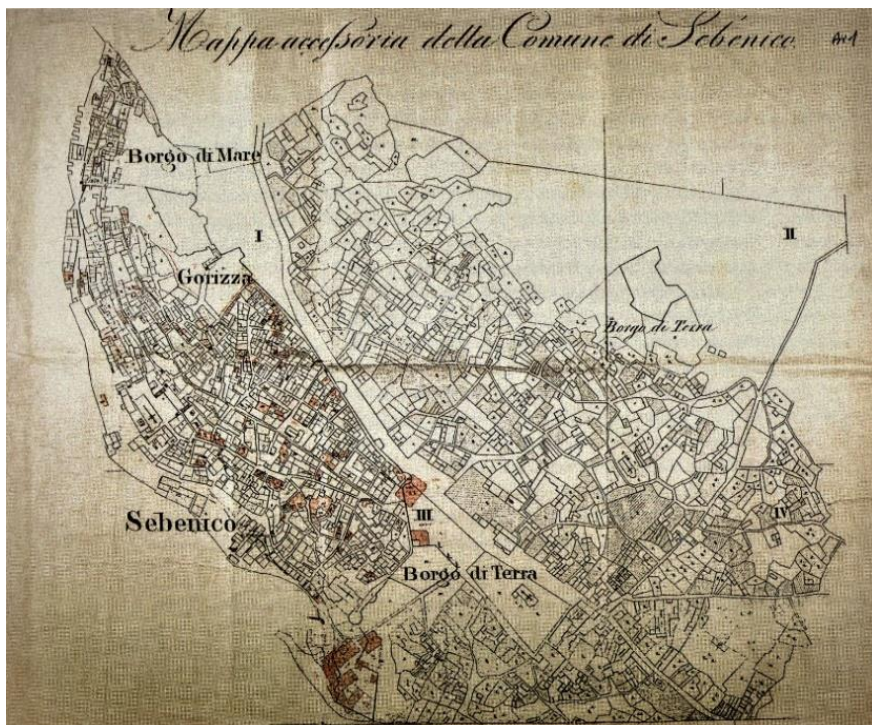 Mappa accessoria della Comune di Sebenico.
Borgo di Mare
I
II
Gorizza
Borgo di Terra
Sebenico
III
IV
Borgo di Terra